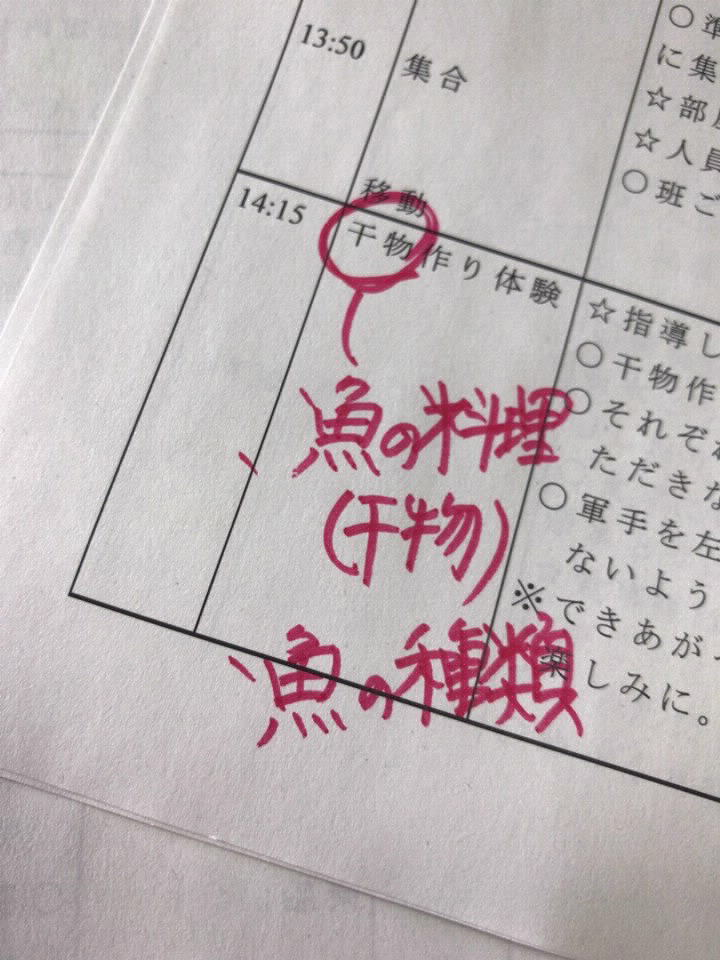 13:50
集合
移動
○準
に集
☆部
☆人員
○班ご
14:15
干物作り体験
☆指導し
○干物作
○それぞ
ただきな
○軍手を左
ないよう
※できあが
楽しみに。
魚の料理
(干物)
魚の種類